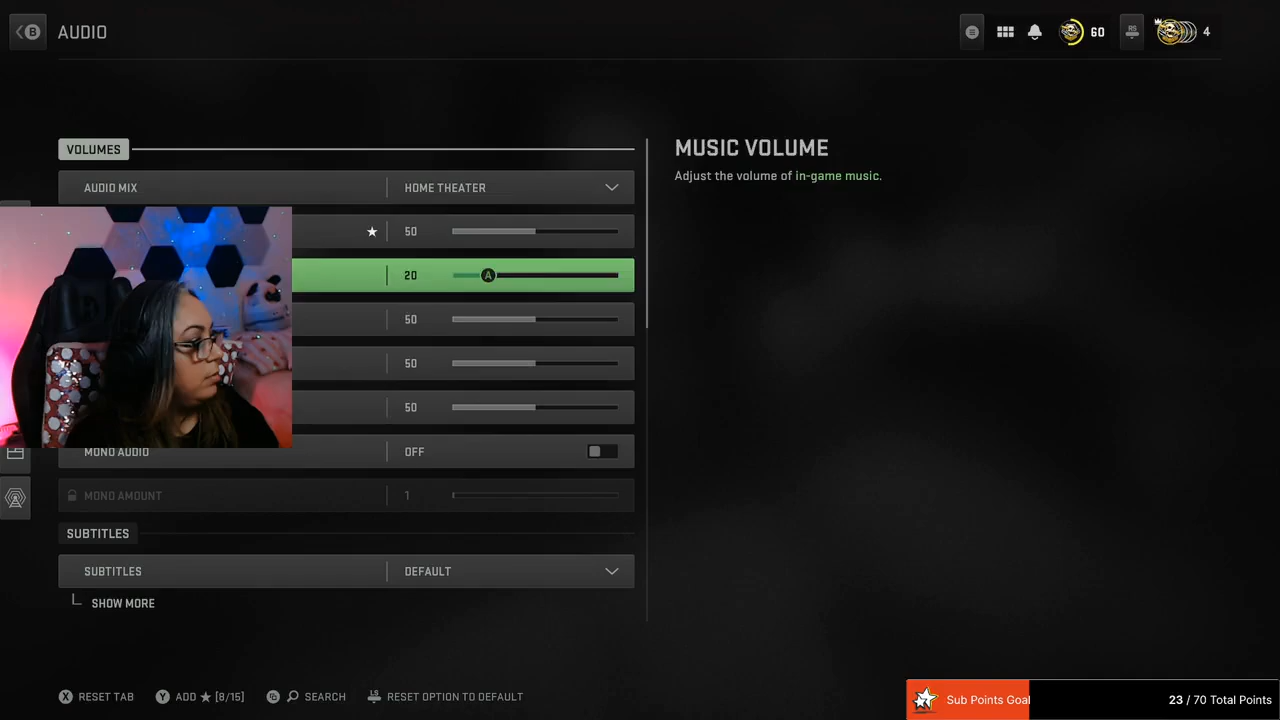 B AUDIO
60
RS
4
VOLUMES
AUDIO MIX HOME THEATER
★ 50
20 A
50
50
50
MONO AUDIO OFF
MONO AMOUNT 1
SUBTITLES
SUBTITLES DEFAULT
SHOW MORE
MUSIC VOLUME
Adjust the volume of in-game music.
X RESET TAB Y ADD ★ [8/15] SEARCH LS RESET OPTION TO DEFAULT
Sub Points Goal 23 / 70 Total Points